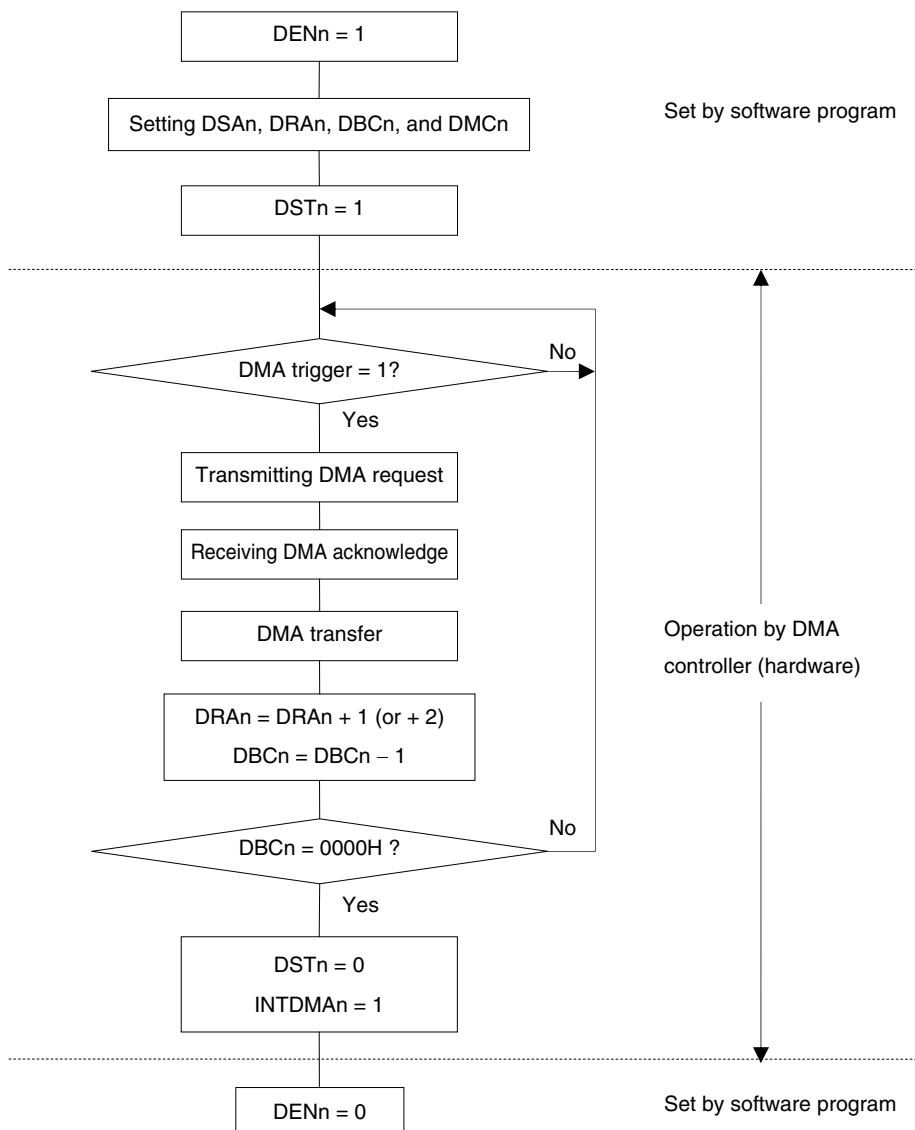 DENn = 1
Setting DSAn, DRAn, DBCn, and DMCn
Set by software program
DSTn = 1
DMA trigger = 1?
No
Yes
Transmitting DMA request
Receiving DMA acknowledge
DMA transfer
Operation by DMA
controller (hardware)
DRAn = DRAn + 1 (or + 2)
DBCn = DBCn − 1
DBCn = 0000H ?
No
Yes
DSTn = 0
INTDMAn = 1
DENn = 0
Set by software program